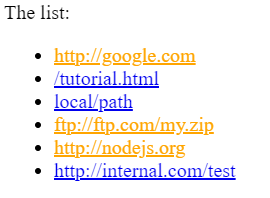 The list:
http://google.com
/tutorial.html
local/path
ftp://ftp.com/my.zip
http://nodejs.org
http://internal.com/test